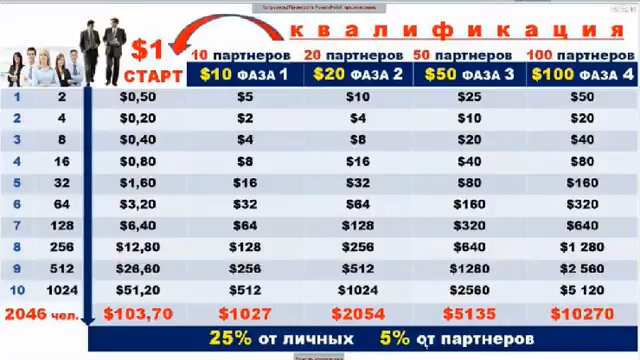 квалификация
$1 10 партнеров 20 партнеров 50 партнеров 100 партнеров
СТАРТ $10 ФАЗА 1 $20 ФАЗА 2 $50 ФАЗА 3 $100 ФАЗА 4
1 2 $0,50 $5 $10 $25 $50
2 4 $0,20 $2 $4 $10 $20
3 8 $0,40 $4 $8 $20 $40
4 16 $0,80 $8 $16 $40 $80
5 32 $1,60 $16 $32 $80 $160
6 64 $3,20 $32 $64 $160 $320
7 128 $6,40 $64 $128 $320 $640
8 256 $12,80 $128 $256 $640 $1 280
9 512 $26,60 $256 $512 $1280 $2 560
10 1024 $51,20 $512 $1024 $2560 $5 120
2046 чел. $103,70 $1027 $2054 $5135 $10270
25% от личных 5% от партнеров